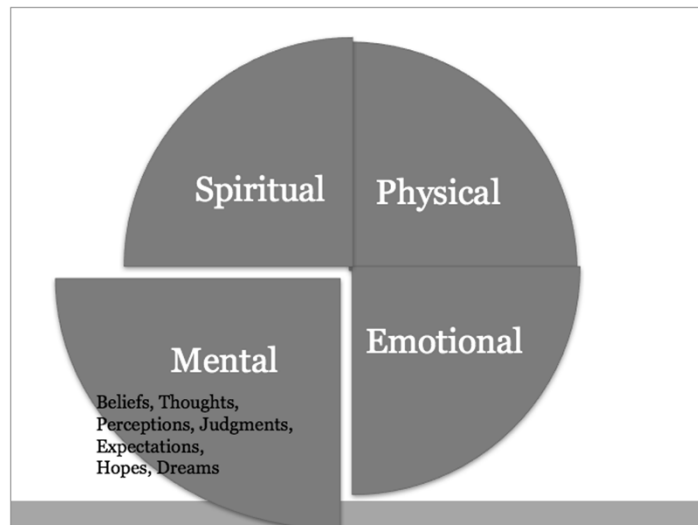 Spiritual
Physical
Mental
Emotional
Beliefs, Thoughts,
Perceptions, Judgments,
Expectations,
Hopes, Dreams